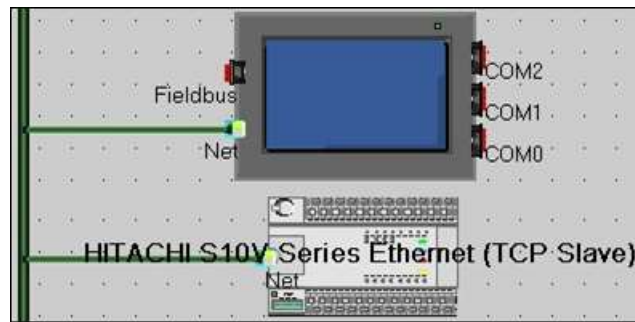 COM2
Fieldbus
COM1
Net
COM0
HITACHI S10V Series Ethernet (TCP Slave)
Net